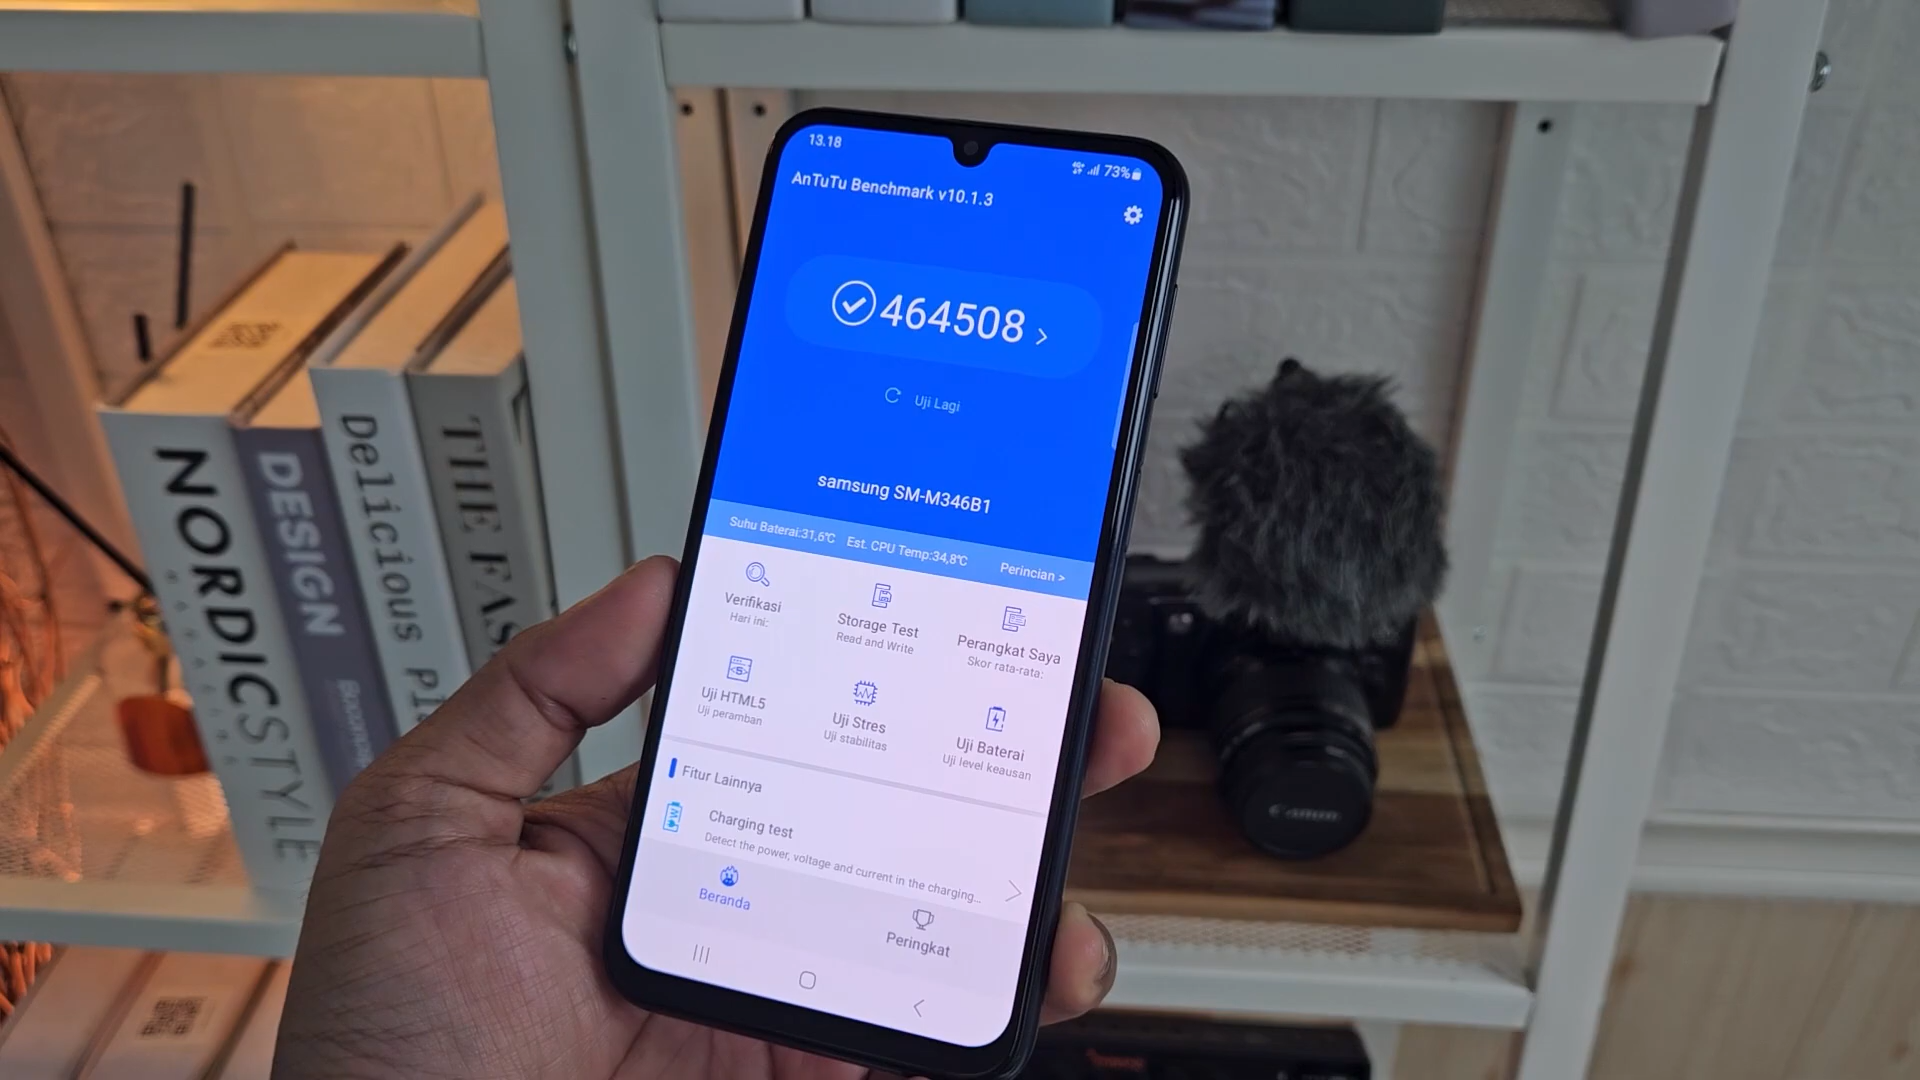 13.18
73%
AnTuTu Benchmark v10.1.3
464508
Uji Lagi
samsung SM-M346B1
Suhu Baterai:31,6℃ Est. CPU Temp:34,8℃ Perincian >
Verifikasi
Hari ini:
Storage Test
Read and Write
Perangkat Saya
Skor rata-rata:
Uji HTML5
Uji peramban
Uji Stres
Uji stabilitas
Uji Baterai
Uji level keausan
Fitur Lainnya
Charging test
Detect the power, voltage and current in the charging...
Beranda
Peringkat
NORDICSTYLE
DESIGN
Delicious
THE
Canon